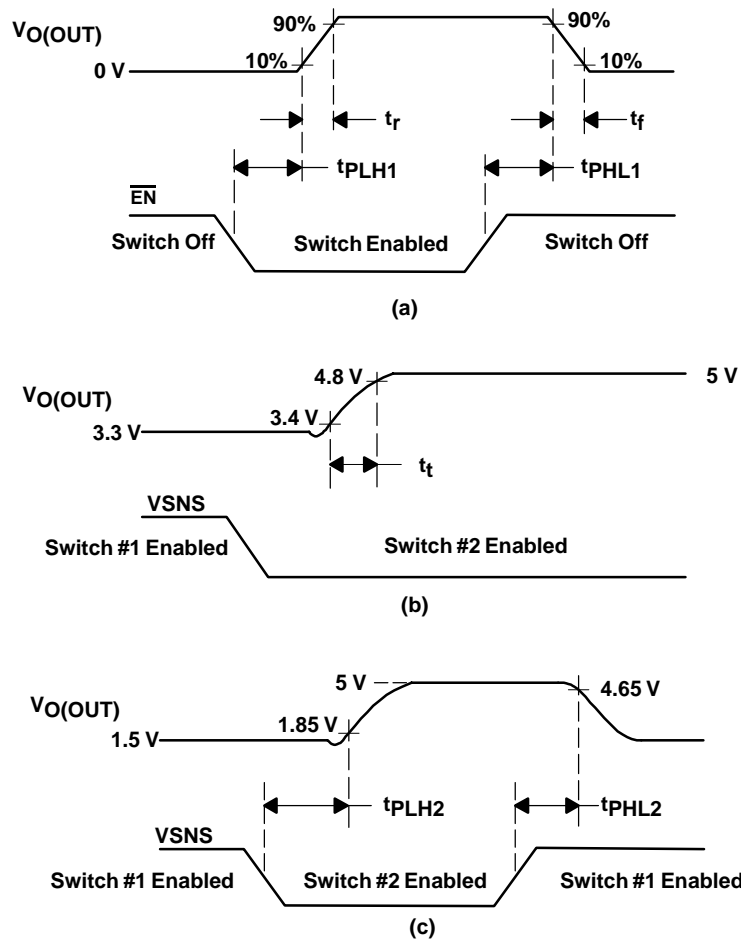 VO(OUT)
90%
90%
10%
10%
0 V
tr
tf
tPLH1
tPHL1
EN
Switch Off
Switch Enabled
Switch Off
(a)
4.8 V
5 V
VO(OUT)
3.4 V
3.3 V
tt
VSNS
Switch #1 Enabled
Switch #2 Enabled
(b)
5 V
4.65 V
VO(OUT)
1.85 V
1.5 V
tPLH2
tPHL2
VSNS
Switch #1 Enabled
Switch #2 Enabled
Switch #1 Enabled
(c)